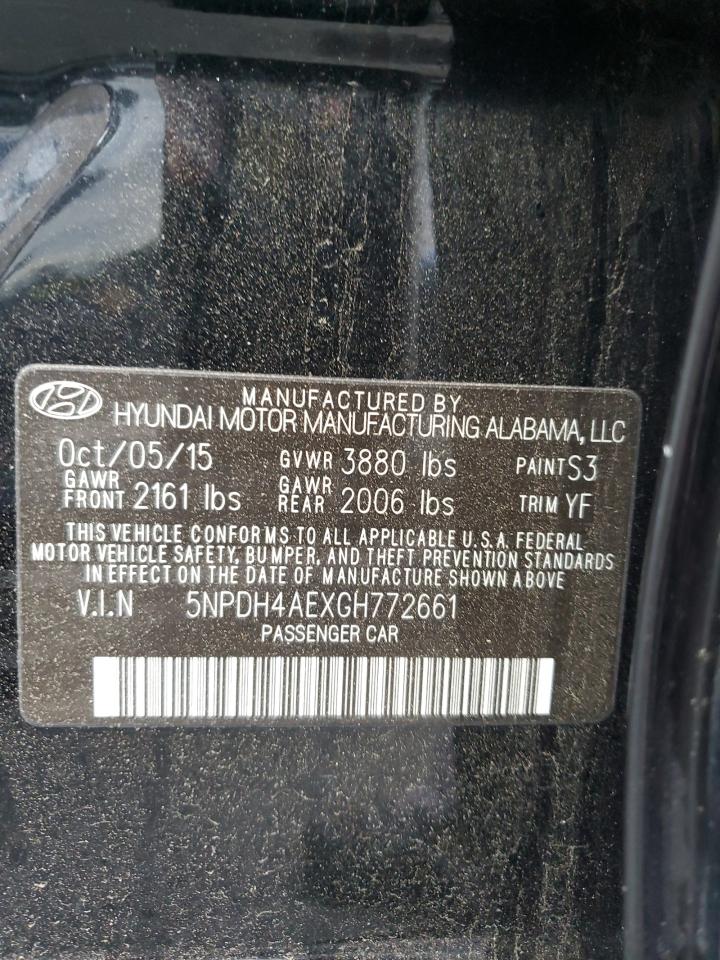 MANUFACTURED BY
HYUNDAI MOTOR MANUFACTURING ALABAMA, LLC
Oct/05/15 GVWR 3880 lbs PAINT S3
GAWR FRONT 2161 lbs GAWR REAR 2006 lbs TRIM YF
THIS VEHICLE CONFORMS TO ALL APPLICABLE U.S.A. FEDERAL
MOTOR VEHICLE SAFETY, BUMPER, AND THEFT PREVENTION STANDARDS
IN EFFECT ON THE DATE OF MANUFACTURE SHOWN ABOVE
V.I.N 5NPDH4AEXGH772661
PASSENGER CAR